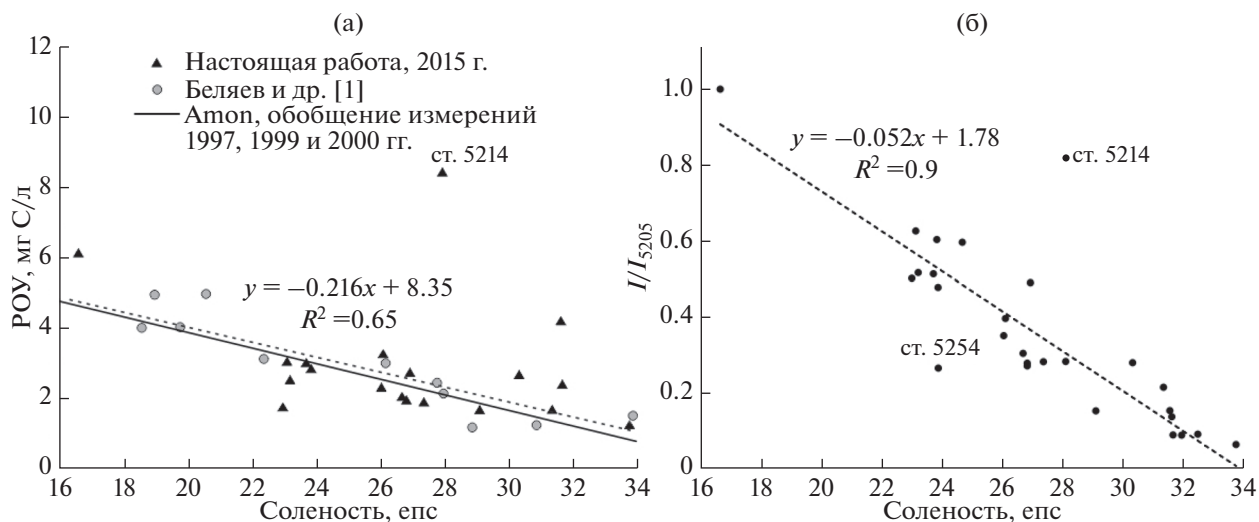 (а)
12
10
8
6
4
2
0
РОУ, мг С/л
Настоящая работа, 2015 г.
Беляев и др. [1]
Amon, обобщение измерений
1997, 1999 и 2000 гг.
ст. 5214
y = −0.216x + 8.35
R² =0.65
16 18 20 22 24 26 28 30 32 34
Соленость, епс
(б)
1.0
0.8
0.6
0.4
0.2
0
I/I5205
y = −0.052x + 1.78
R² =0.9
ст. 5214
ст. 5254
16 18 20 22 24 26 28 30 32 34
Соленость, епс